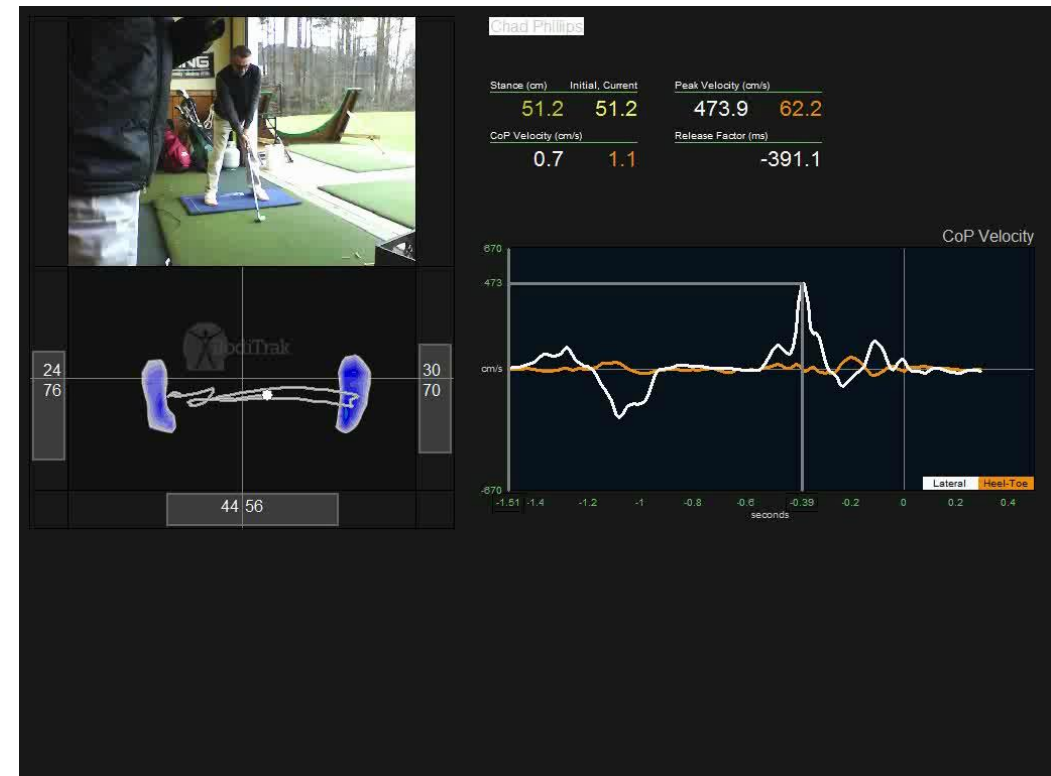 Chad Phillips
Stance (cm) Initial, Current
51.2 51.2
Peak Velocity (cm/s)
473.9 62.2
CoP Velocity (cm/s)
0.7 1.1
Release Factor (ms)
-391.1
BodiTrak
24
76
30
70
44 56
CoP Velocity
670
473
cm/s
-670
Lateral Heel-Toe
-1.51 -1.4 -1.2 -1 -0.8 -0.6 -0.39 -0.2 0 0.2 0.4
seconds